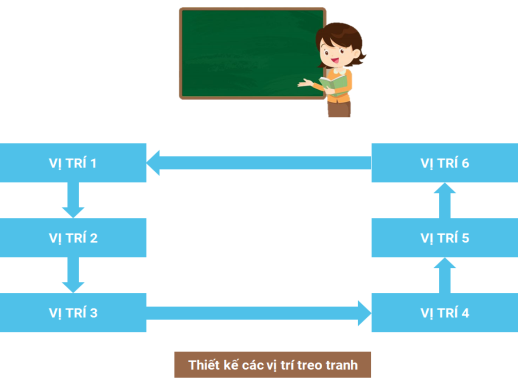 VỊ TRÍ 1
VỊ TRÍ 6
VỊ TRÍ 2
VỊ TRÍ 5
VỊ TRÍ 3
VỊ TRÍ 4
Thiết kế các vị trí treo tranh